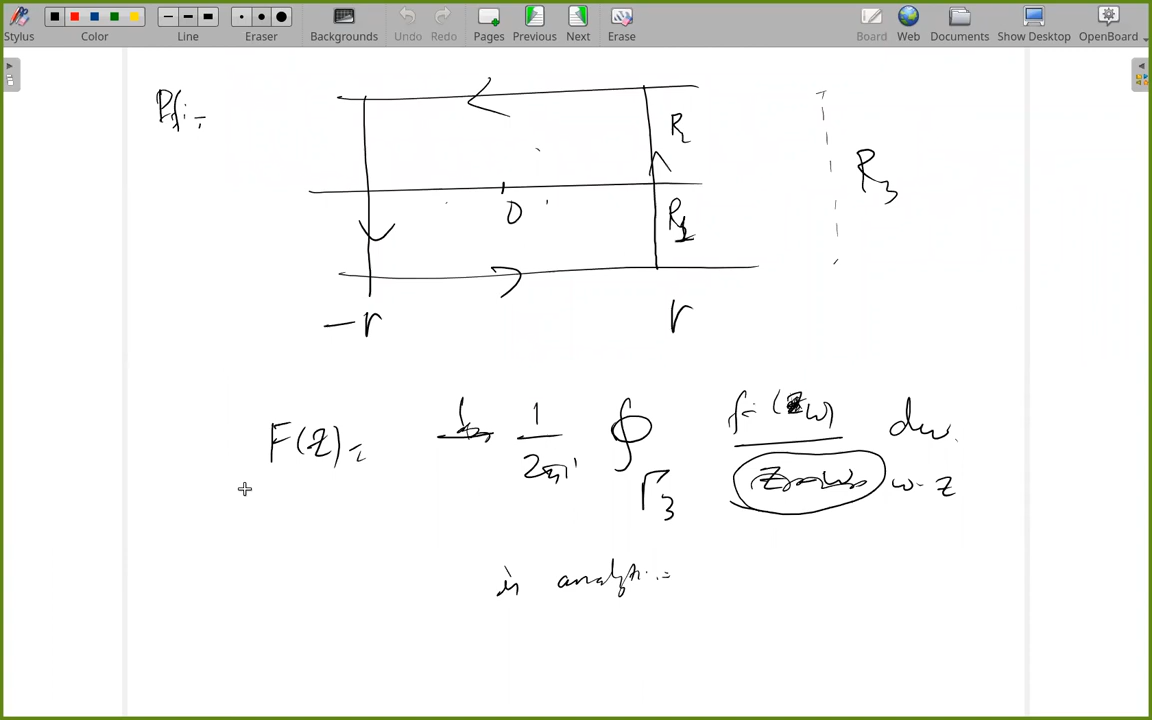 Stylus Color Line Eraser Backgrounds Undo Redo Pages Previous Next Erase Board Web Documents Show Desktop OpenBoard
Pf:-
R2
R3
0
R1
-r r
F(z) = 1/2πi ∮Γ3 f(w)/w-z dw.
is analytic